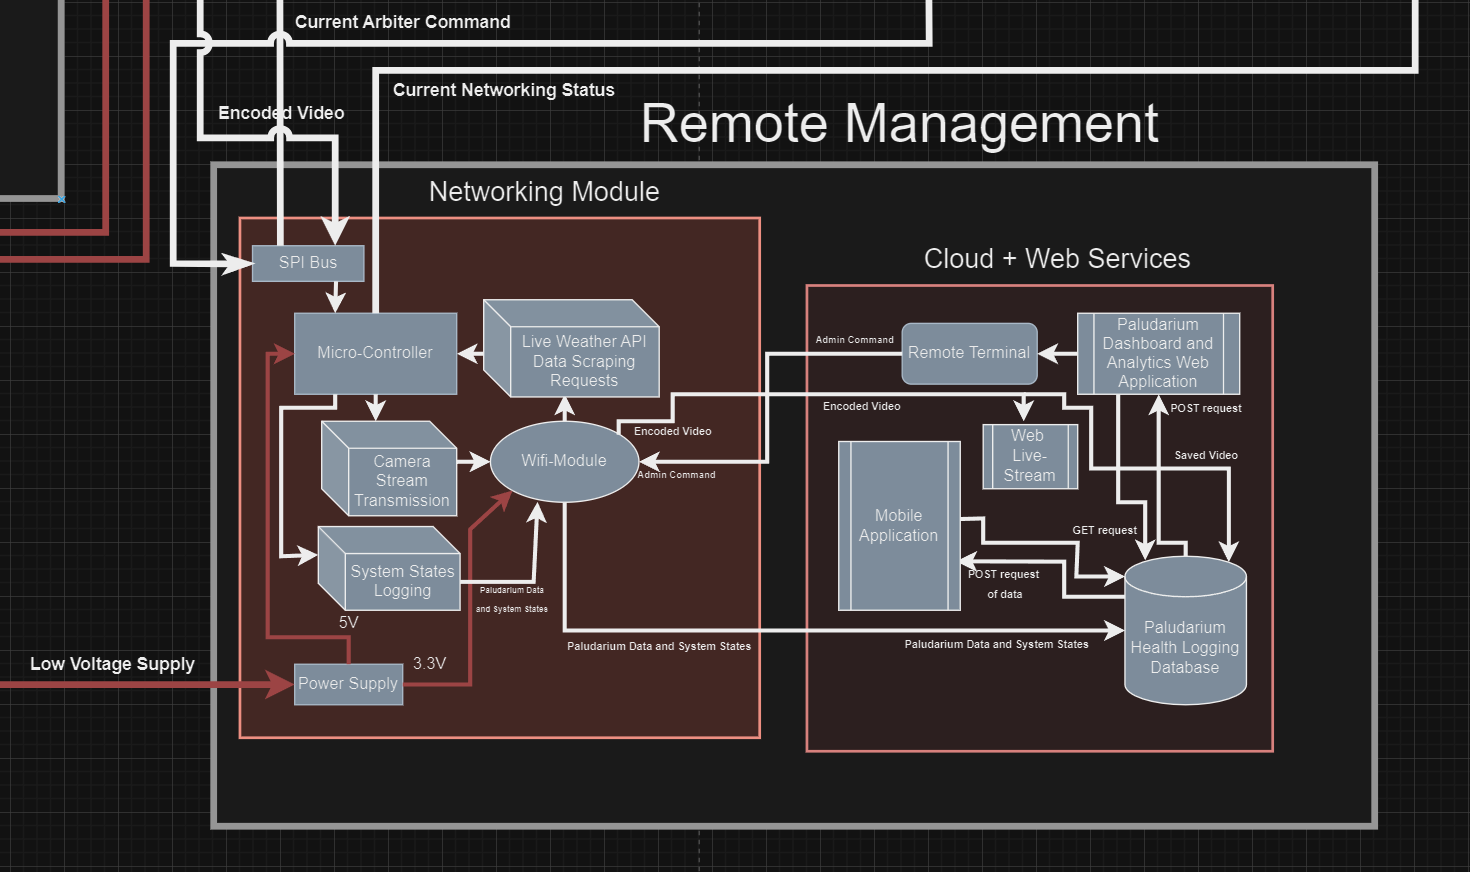 Current Arbiter Command
Current Networking Status
Encoded Video
Remote Management
Networking Module
SPI Bus
Cloud + Web Services
Micro-Controller
Live Weather API
Data Scraping
Requests
Admin Command
Remote Terminal
Paludarium
Dashboard and
Analytics Web
Application
Encoded Video
POST request
Encoded Video
Web
Live-
Stream
Saved Video
Camera
Stream
Transmission
Wifi-Module
Admin Command
Mobile
Application
GET request
System States
Logging
Paludarium Data
and System States
POST request
of data
5V
Paludarium Data and System States
Paludarium Data and System States
Paludarium
Health Logging
Database
Low Voltage Supply
3.3V
Power Supply